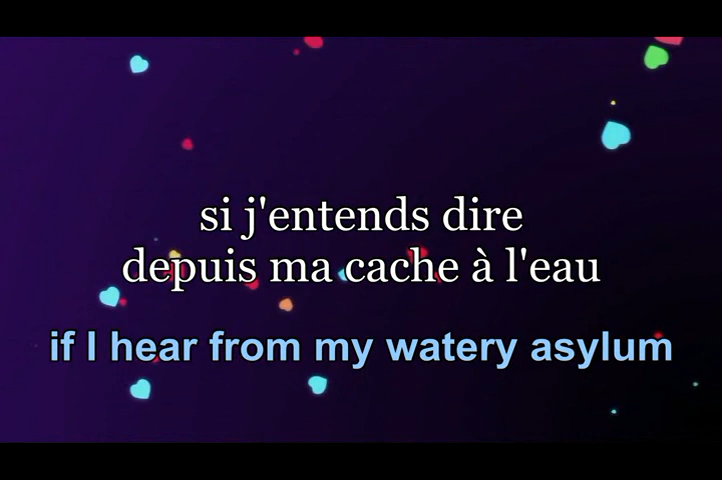 si j'entends dire
depuis ma cache à l'eau
if I hear from my watery asylum